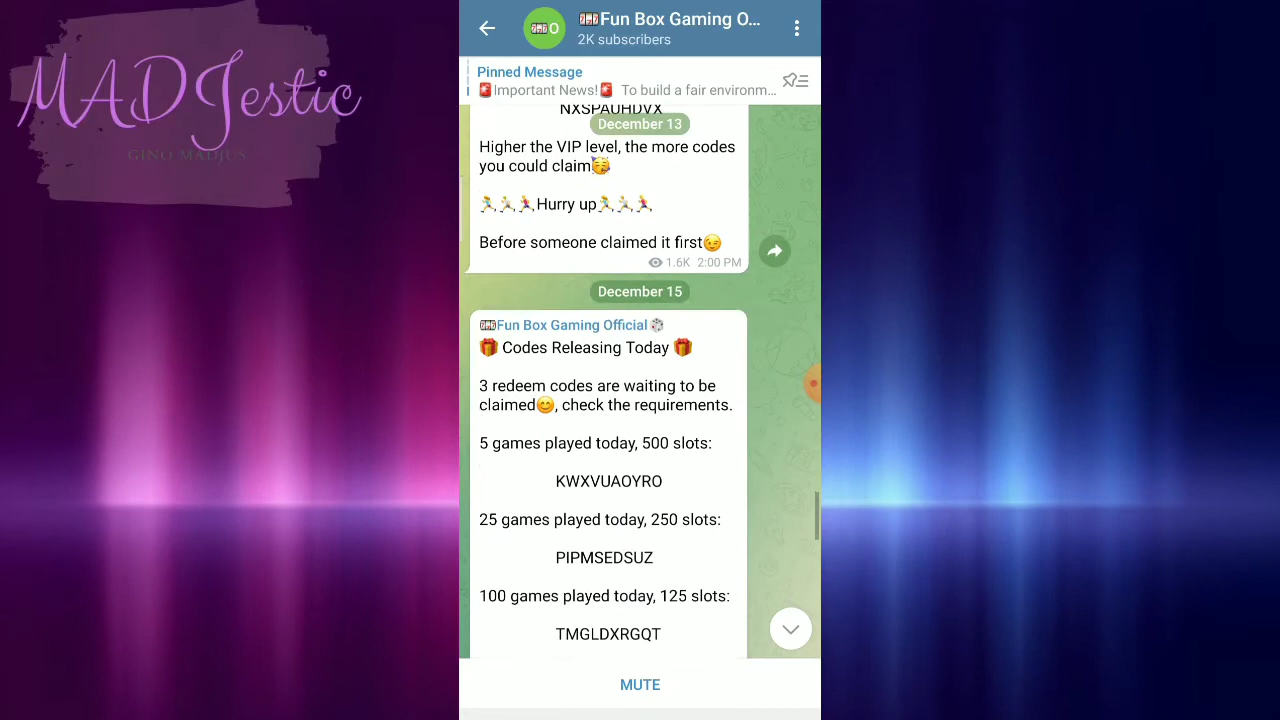 MADJestic
GINO MADJUS
Fun Box Gaming O...
2K subscribers
Pinned Message
🚨Important News!🚨 To build a fair environm...
NXSPAUHDVX
December 13
Higher the VIP level, the more codes
you could claim🥳
🏃🏃🏃Hurry up🏃🏃🏃
Before someone claimed it first😉
1.6K 2:00 PM
December 15
🎰Fun Box Gaming Official🎲
🎁 Codes Releasing Today 🎁
3 redeem codes are waiting to be
claimed😊, check the requirements.
5 games played today, 500 slots:
KWXVUAOYRO
25 games played today, 250 slots:
PIPMSEDSUZ
100 games played today, 125 slots:
TMGLDXRGQT
MUTE